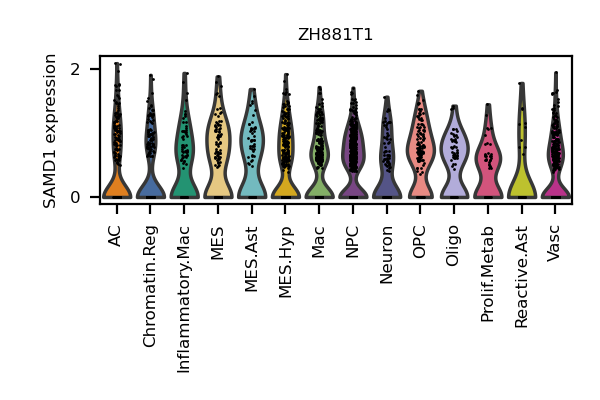 ZH881T1
SAMD1 expression
2
0
AC
Chromatin.Reg
Inflammatory.Mac
MES
MES.Ast
MES.Hyp
Mac
NPC
Neuron
OPC
Oligo
Prolif.Metab
Reactive.Ast
Vasc